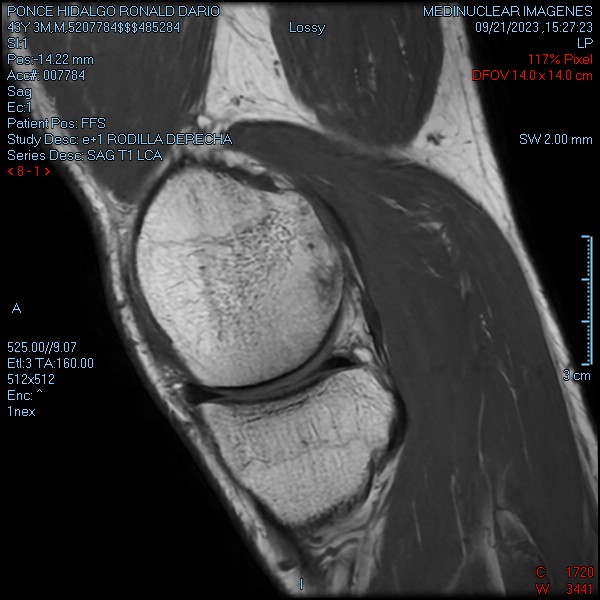 PONCE HIDALGO RONALD DARIO
43Y 3M,M,5207784$$$485284
Sl:1
Pos-14.22 mm
Acc#: 007784
Sag
Ec:1
Patient Pos: FFS
Study Desc: e+1 RODILLA DERECHA
Series Desc: SAG T1 LCA
< 8 - 1 >
Lossy
MEDINUCLEAR IMAGENES
09/21/2023 ,15:27:23
LP
117% Pixel
DFOV 14.0 x 14.0 cm
SW 2.00 mm
A
525.00//9.07
Etl:3 TA:160.00
512x512
Enc: ^
1nex
3 cm
I
C: 1720
W: 3441